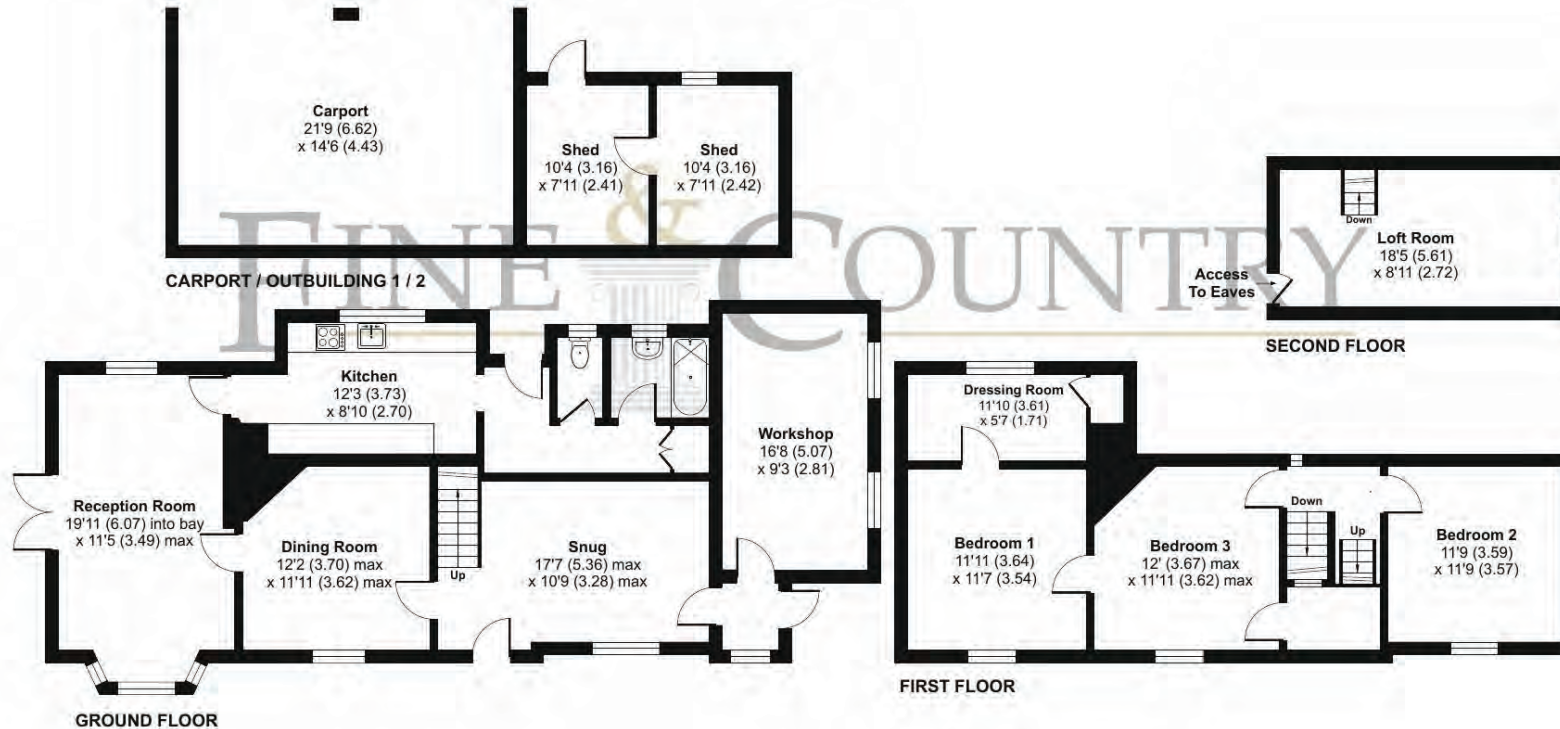 Carport
21'9 (6.62)
x 14'6 (4.43)
Shed
10'4 (3.16)
x 7'11 (2.41)
Shed
10'4 (3.16)
x 7'11 (2.42)
CARPORT / OUTBUILDING 1 / 2
FINE & COUNTRY
Down
Loft Room
18'5 (5.61)
x 8'11 (2.72)
Access
To Eaves
SECOND FLOOR
Kitchen
12'3 (3.73)
x 8'10 (2.70)
Reception Room
19'11 (6.07) into bay
x 11'5 (3.49) max
Dining Room
12'2 (3.70) max
x 11'11 (3.62) max
Up
Snug
17'7 (5.36) max
x 10'9 (3.28) max
Workshop
16'8 (5.07)
x 9'3 (2.81)
GROUND FLOOR
Dressing Room
11'10 (3.61)
x 5'7 (1.71)
Bedroom 1
11'11 (3.64)
x 11'7 (3.54)
Bedroom 3
12' (3.67) max
x 11'11 (3.62) max
Down
Up
Bedroom 2
11'9 (3.59)
x 11'9 (3.57)
FIRST FLOOR